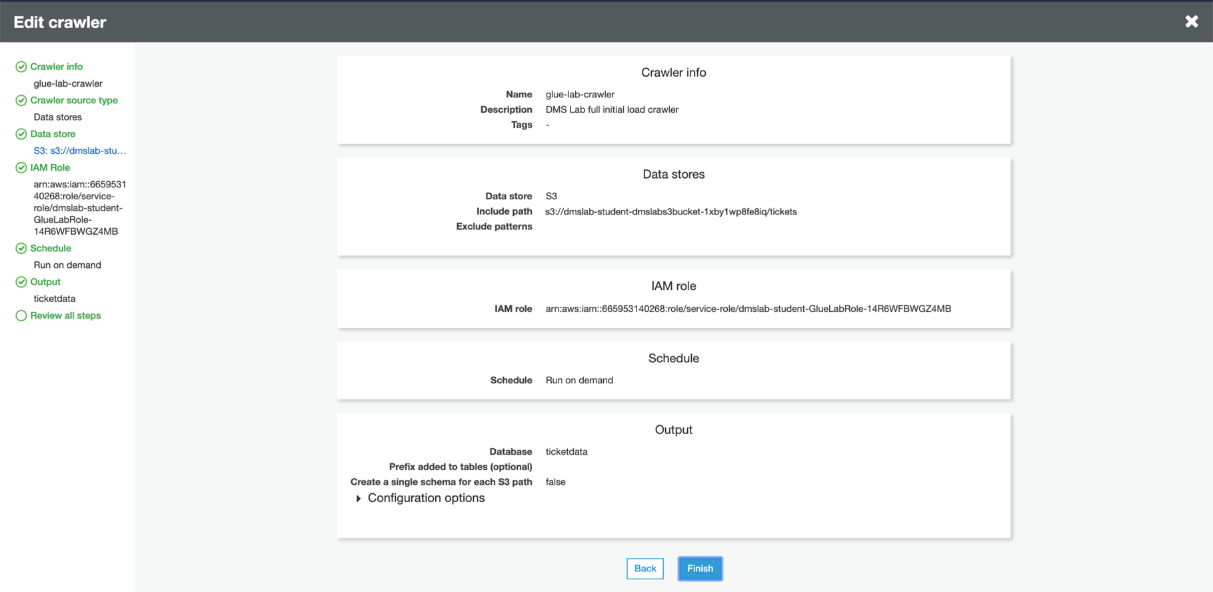 Edit crawler
Crawler info
glue-lab-crawler
Crawler source type
Data stores
Data store
S3: s3://dmslab-stu...
IAM Role
arn:aws:iam::6659531
40268:role/service-
role/dmslab-student-
GlueLabRole-
14R6WFBWGZ4MB
Schedule
Run on demand
Output
ticketdata
Review all steps
Crawler info
Name glue-lab-crawler
Description DMS Lab full initial load crawler
Tags -
Data stores
Data store S3
Include path s3://dmslab-student-dmslabs3bucket-1xby1wp8fe8iq/tickets
Exclude patterns
IAM role
IAM role arn:aws:iam::665953140268:role/service-role/dmslab-student-GlueLabRole-14R6WFBWGZ4MB
Schedule
Schedule Run on demand
Output
Database ticketdata
Prefix added to tables (optional)
Create a single schema for each S3 path false
Configuration options
Back Finish